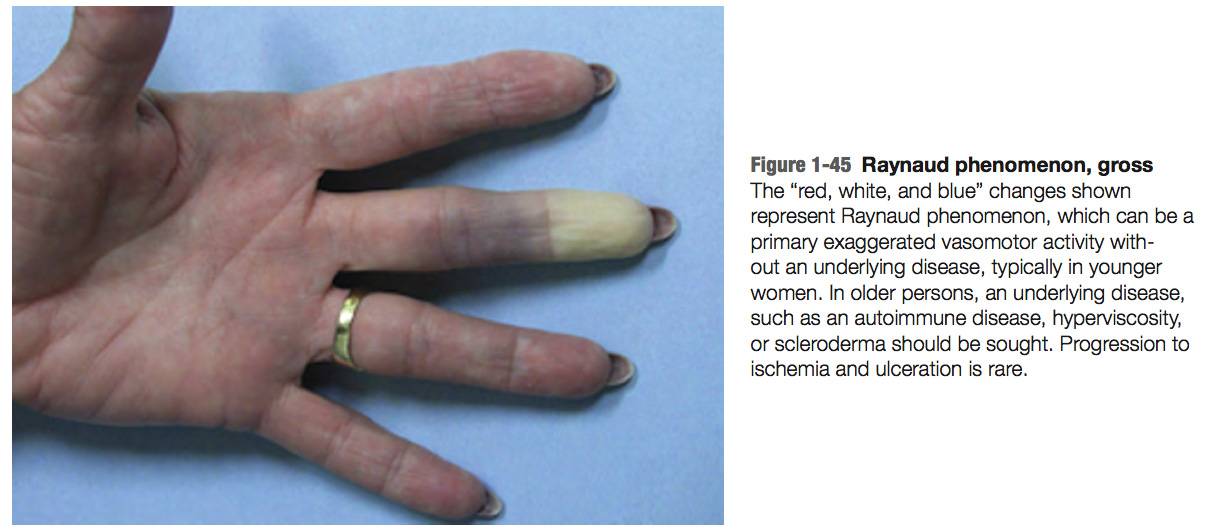 Figure 1-45 Raynaud phenomenon, gross
The “red, white, and blue” changes shown
represent Raynaud phenomenon, which can be a
primary exaggerated vasomotor activity with-
out an underlying disease, typically in younger
women. In older persons, an underlying disease,
such as an autoimmune disease, hyperviscosity,
or scleroderma should be sought. Progression to
ischemia and ulceration is rare.